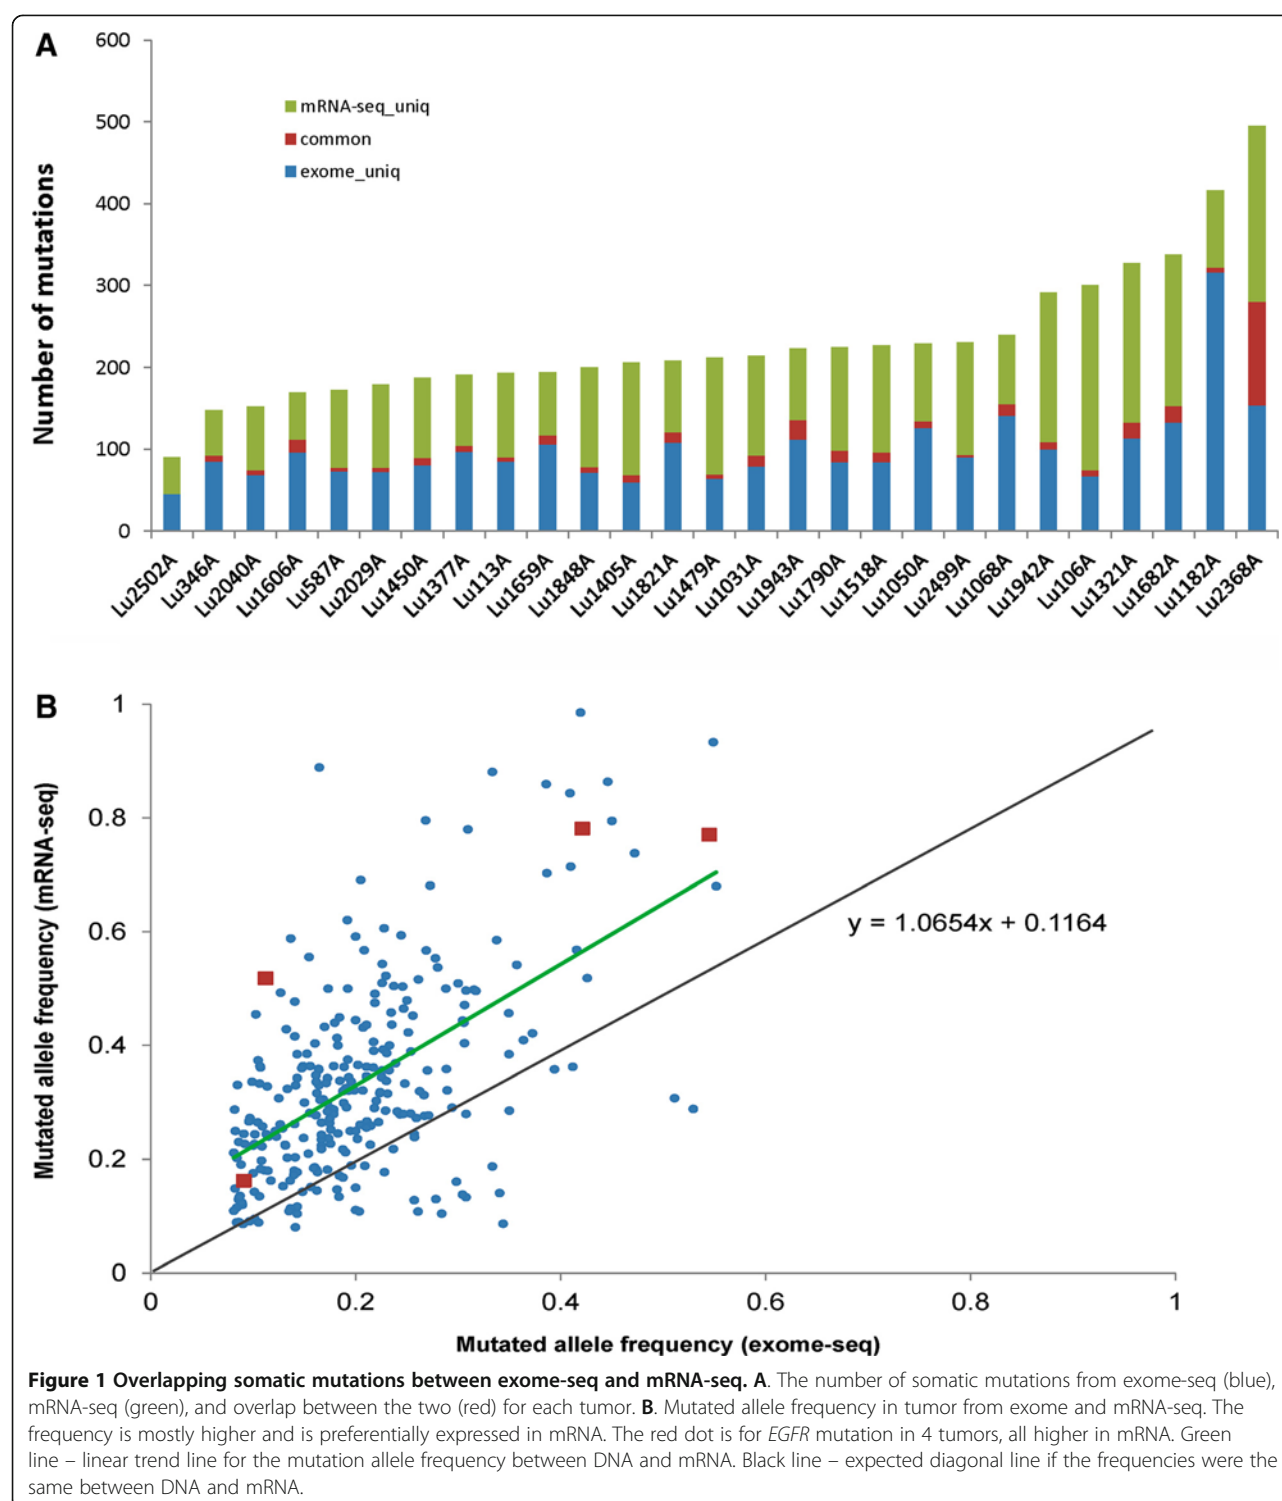 A
600
500
400
300
200
100
0
Number of mutations
mRNA-seq_uniq
common
exome_uniq
Lu2502A
Lu346A
Lu2040A
Lu1606A
Lu587A
Lu2029A
Lu1450A
Lu1377A
Lu113A
Lu1659A
Lu1848A
Lu1405A
Lu1821A
Lu1479A
Lu1031A
Lu1943A
Lu1790A
Lu1518A
Lu1050A
Lu2499A
Lu1068A
Lu1942A
Lu106A
Lu1321A
Lu1682A
Lu1182A
Lu2368A
B
1
0.8
0.6
0.4
0.2
0
Mutated allele frequency (mRNA-seq)
y = 1.0654x + 0.1164
0
0.2
0.4
0.6
0.8
1
Mutated allele frequency (exome-seq)
Figure 1 Overlapping somatic mutations between exome-seq and mRNA-seq. A. The number of somatic mutations from exome-seq (blue),
mRNA-seq (green), and overlap between the two (red) for each tumor. B. Mutated allele frequency in tumor from exome and mRNA-seq. The
frequency is mostly higher and is preferentially expressed in mRNA. The red dot is for EGFR mutation in 4 tumors, all higher in mRNA. Green
line – linear trend line for the mutation allele frequency between DNA and mRNA. Black line – expected diagonal line if the frequencies were the
same between DNA and mRNA.